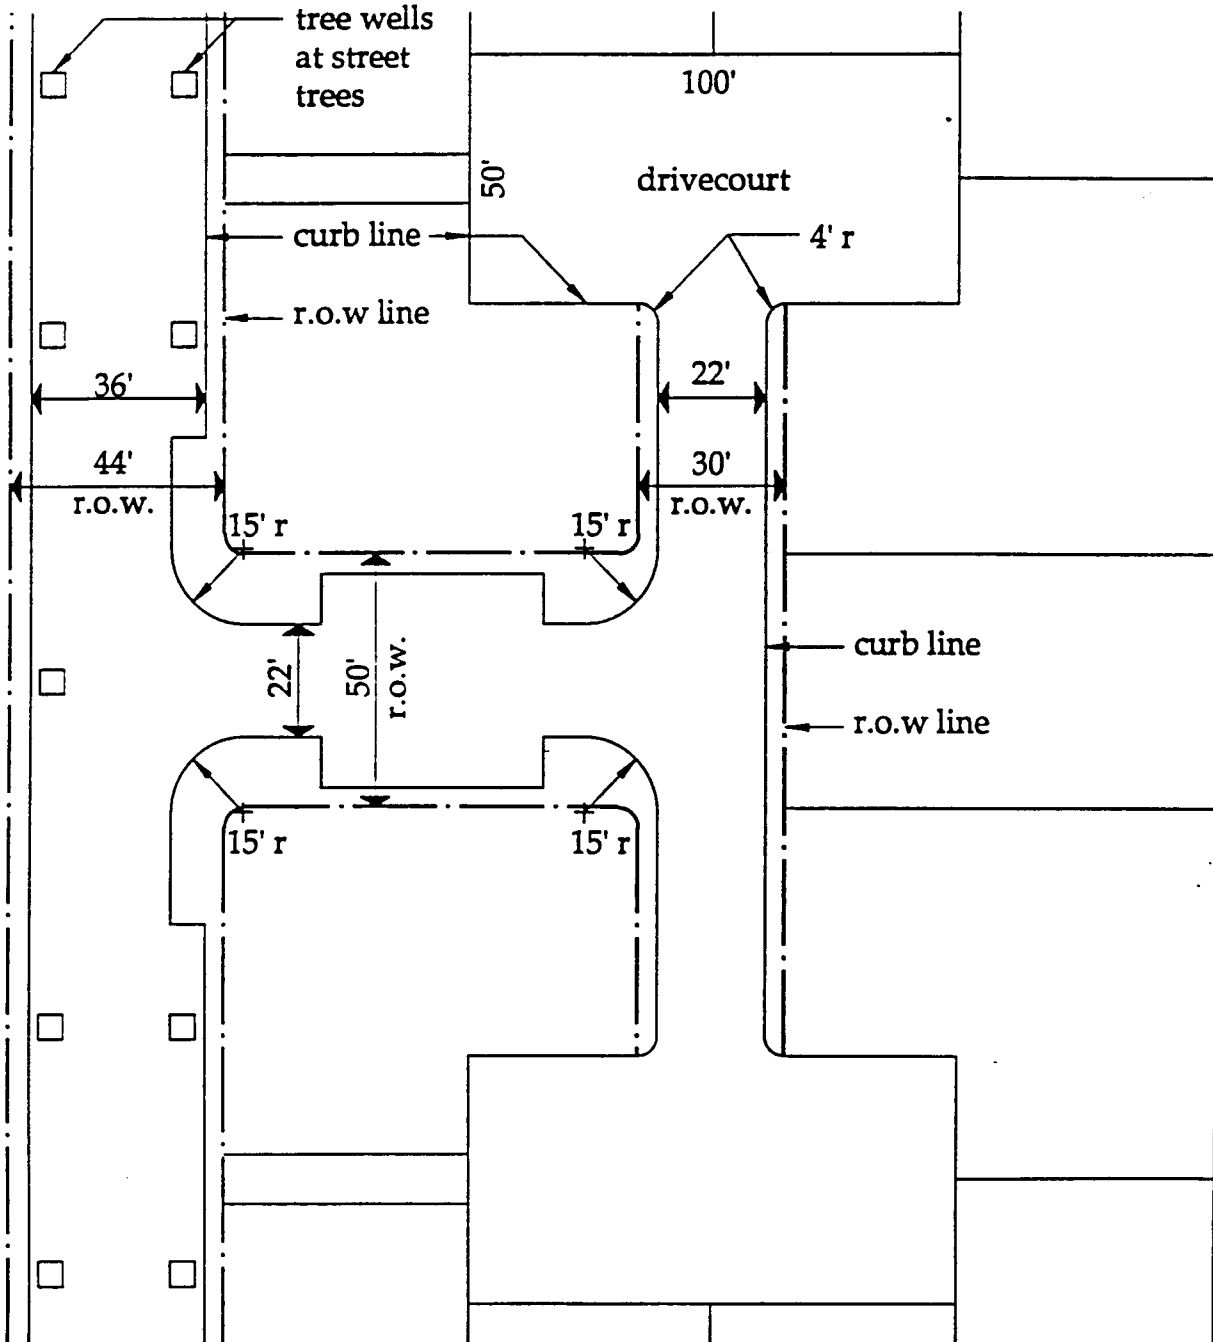 tree wells
at street
trees
100'
50'
drivecourt
curb line
4' r
r.o.w line
36'
22'
44'
r.o.w.
30'
r.o.w.
15' r
15' r
22'
50'
r.o.w.
curb line
r.o.w line
15' r
15' r